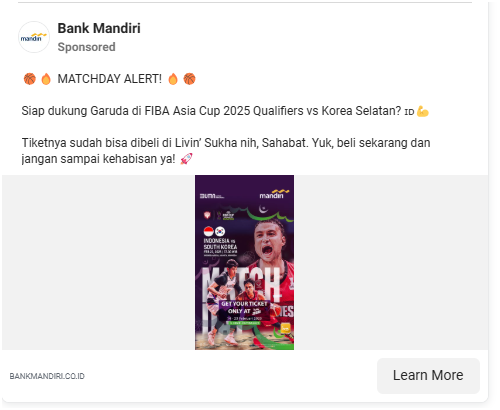 mandiri
Bank Mandiri
Sponsored
🏀🔥 MATCHDAY ALERT! 🔥🏀
Siap dukung Garuda di FIBA Asia Cup 2025 Qualifiers vs Korea Selatan? ɪᴅ💪
Tiketnya sudah bisa dibeli di Livin’ Sukha nih, Sahabat. Yuk, beli sekarang dan
jangan sampai kehabisan ya! 🚀
BUMN
mandiri
INDONESIA vs
SOUTH KOREA
MATCH
GET YOUR TICKET
ONLY AT
BANKMANDIRI.CO.ID
Learn More